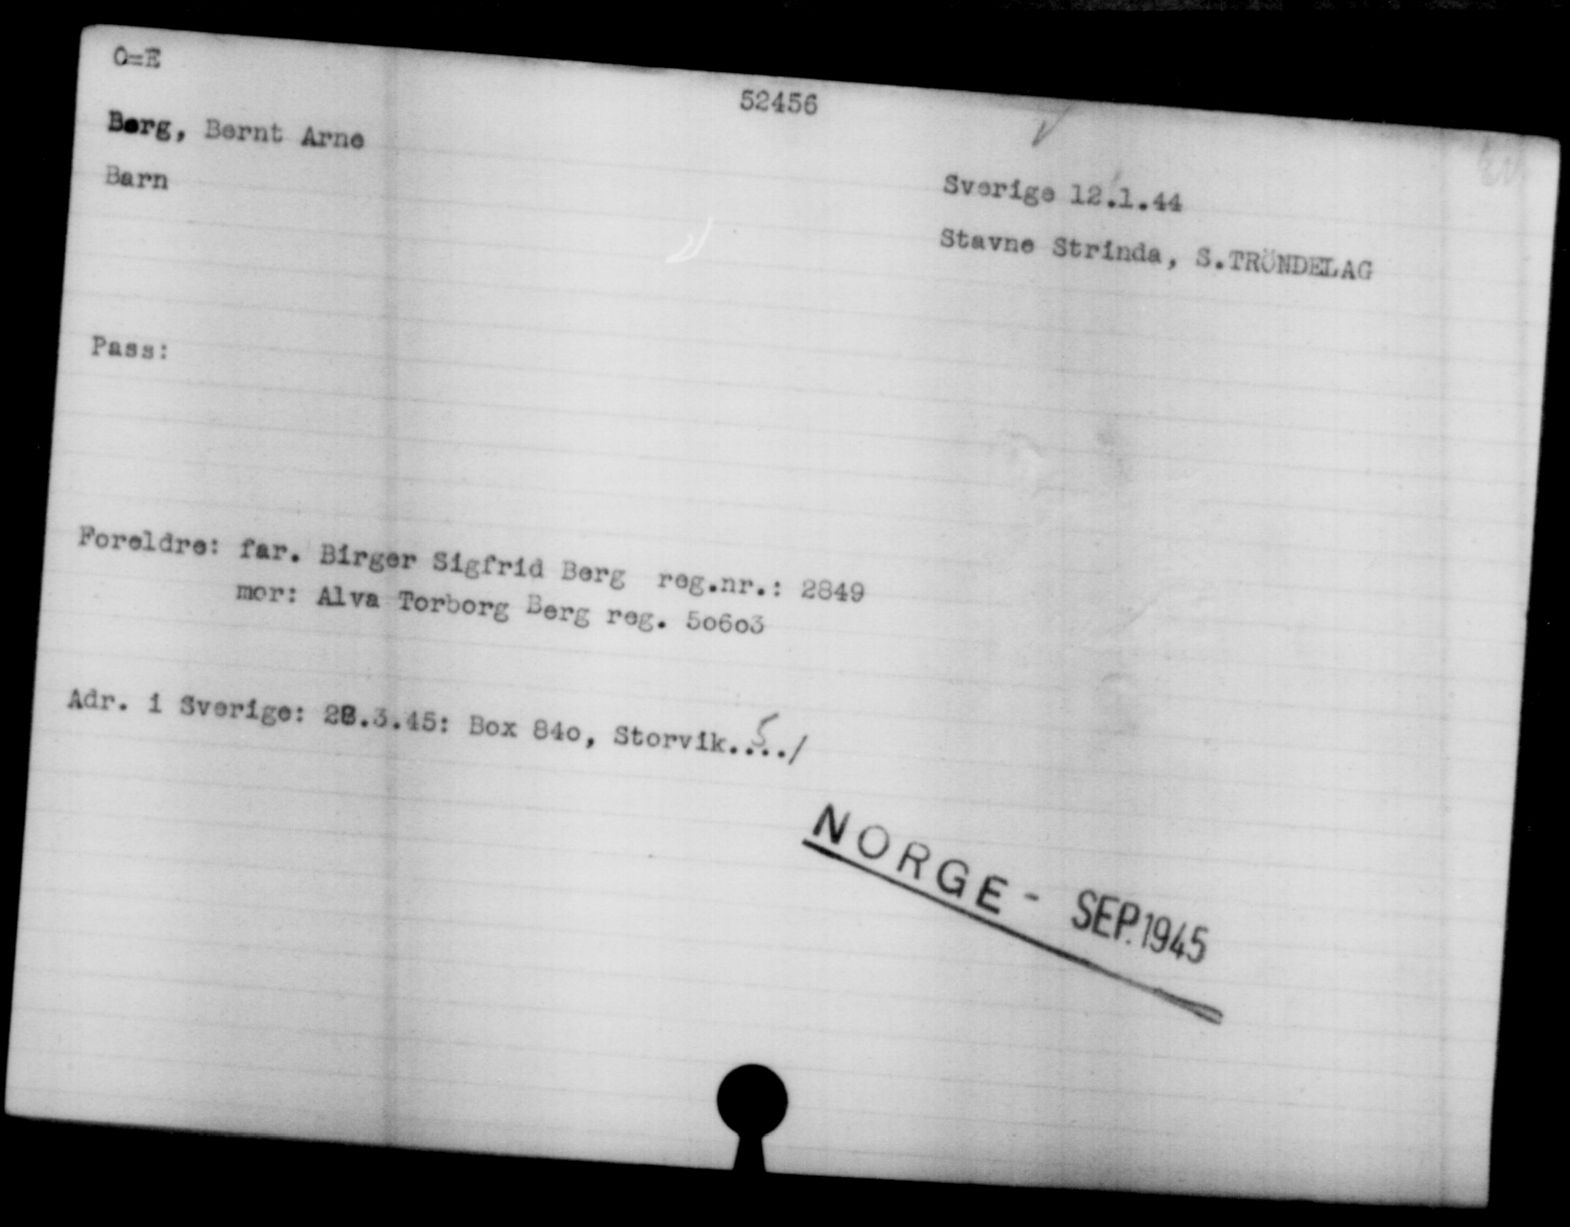 O=E
52456
Berg, Bernt Arne
Barn
Sverige 12.1.44
Stavne Strinda, S.TRÖNDELAG
Pass:
Foreldre: far. Birger Sigfrid Berg reg.nr.: 2849
mor: Alva Torborg Berg reg. 5o6o3
Adr. i Sverige: 28.3.45: Box 84o, Storvik..../
5
NORGE - SEP.1945